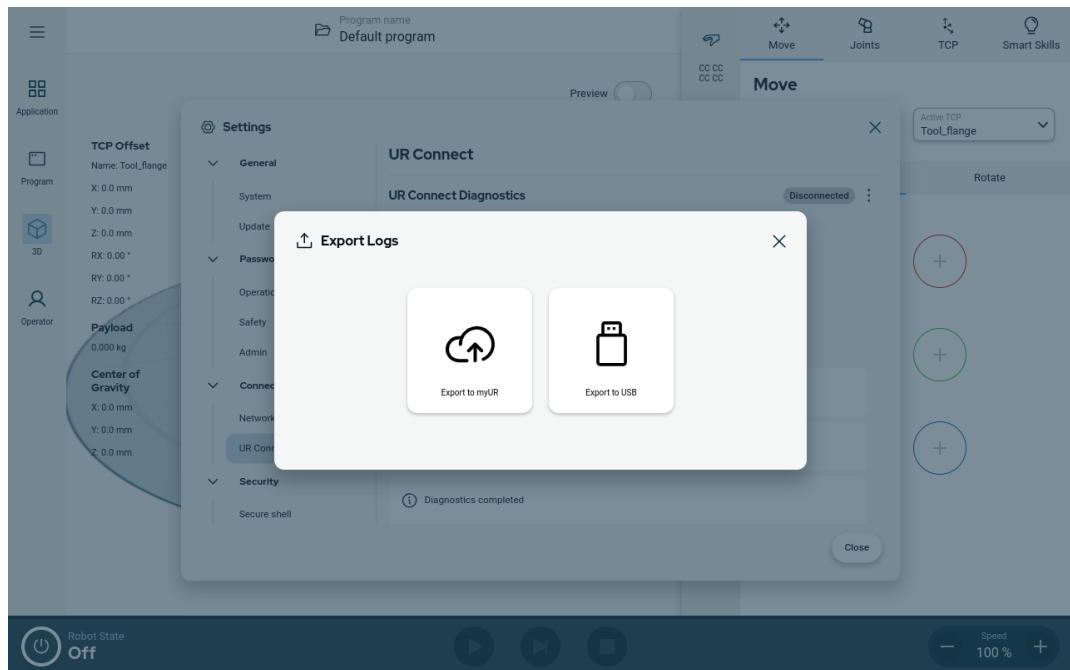 Program name
Default program
Move
Joints
TCP
Smart Skills
CC CC
CC CC
Application
Program
3D
Operator
Preview
TCP Offset
Name: Tool_flange
X: 0.0 mm
Y: 0.0 mm
Z: 0.0 mm
RX: 0.00 °
RY: 0.00 °
RZ: 0.00 °
Payload
0.000 kg
Center of
Gravity
X: 0.0 mm
Y: 0.0 mm
Z: 0.0 mm
Settings
General
System
Update
Passwo
Operatio
Safety
Admin
Connec
Network
UR Conn
Security
Secure shell
UR Connect
UR Connect Diagnostics
Disconnected
Export Logs
Export to myUR
Export to USB
Diagnostics completed
Close
Move
Active TCP
Tool_flange
Rotate
Robot State
Off
Speed
100 %